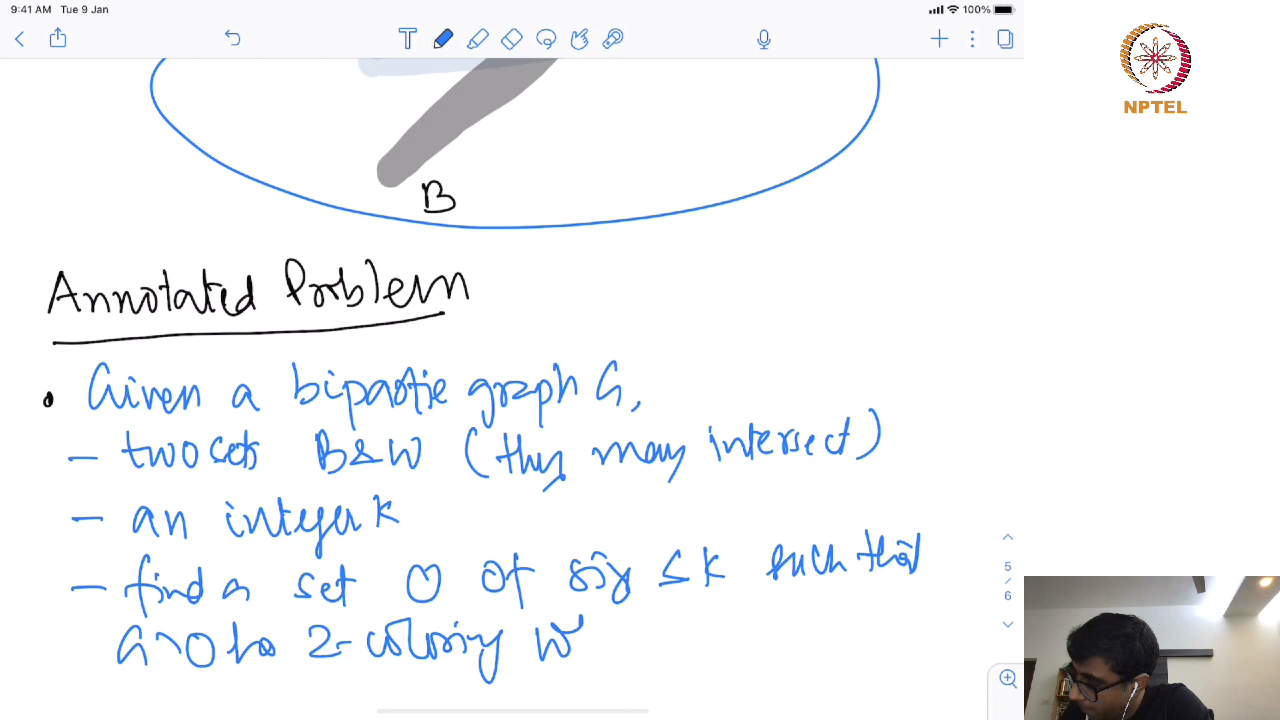 9:41 AM Tue 9 Jan
100%
T
NPTEL
B
Annotated Problem
• Given a bipartie graph G,
- two sets B & W (they may intersect)
- an integer k
- find a set O of size ≤ k such that
G \ O has 2-coloring W
5
/
6